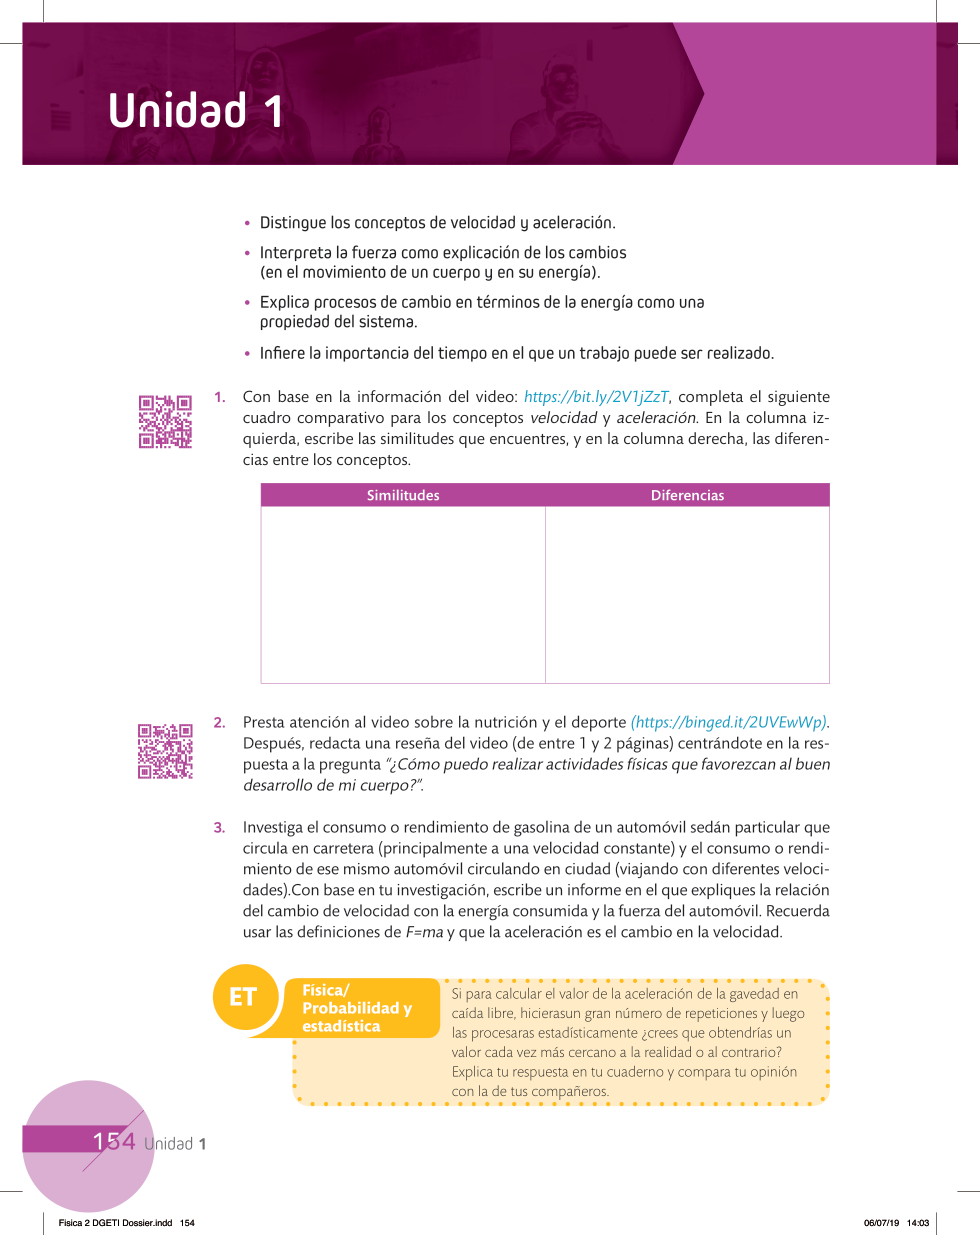 Unidad 1
• Distingue los conceptos de velocidad y aceleración.
• Interpreta la fuerza como explicación de los cambios
(en el movimiento de un cuerpo y en su energía).
• Explica procesos de cambio en términos de la energía como una
propiedad del sistema.
• Infiere la importancia del tiempo en el que un trabajo puede ser realizado.
1. Con base en la información del video: https://bit.ly/2V1jZzT, completa el siguiente
cuadro comparativo para los conceptos velocidad y aceleración. En la columna iz-
quierda, escribe las similitudes que encuentres, y en la columna derecha, las diferen-
cias entre los conceptos.
Similitudes Diferencias
2. Presta atención al video sobre la nutrición y el deporte (https://binged.it/2UVEwWp).
Después, redacta una reseña del video (de entre 1 y 2 páginas) centrándote en la res-
puesta a la pregunta “¿Cómo puedo realizar actividades físicas que favorezcan al buen
desarrollo de mi cuerpo?”.
3. Investiga el consumo o rendimiento de gasolina de un automóvil sedán particular que
circula en carretera (principalmente a una velocidad constante) y el consumo o rendi-
miento de ese mismo automóvil circulando en ciudad (viajando con diferentes veloci-
dades).Con base en tu investigación, escribe un informe en el que expliques la relación
del cambio de velocidad con la energía consumida y la fuerza del automóvil. Recuerda
usar las definiciones de F=ma y que la aceleración es el cambio en la velocidad.
ET
Física/
Probabilidad y
estadística
Si para calcular el valor de la aceleración de la gavedad en
caída libre, hicierasun gran número de repeticiones y luego
las procesaras estadísticamente ¿crees que obtendrías un
valor cada vez más cercano a la realidad o al contrario?
Explica tu respuesta en tu cuaderno y compara tu opinión
con la de tus compañeros.
154 Unidad 1
Fisica 2 DGETI Dossier.indd 154 06/07/19 14:03